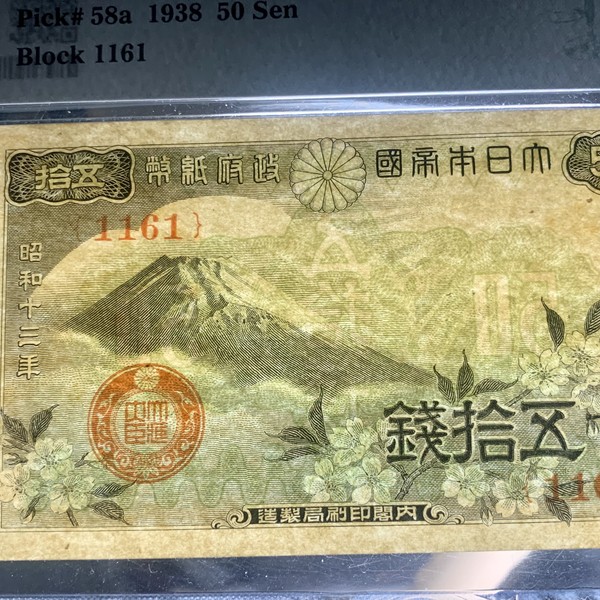 Pick# 58a 1938 50 Sen
Block 1161
大日本帝國政府紙幣
五拾
{1161}
昭和十三年
五拾錢
内閣印刷局製造